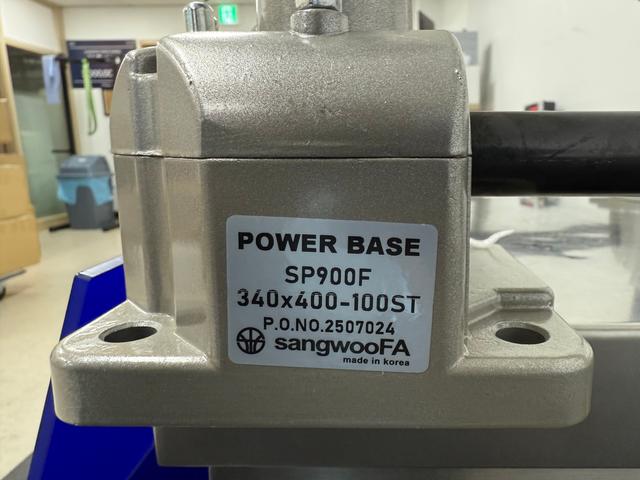 POWER BASE
SP900F
340x400-100ST
P.O.NO.2507024
sangwooFA
made in korea